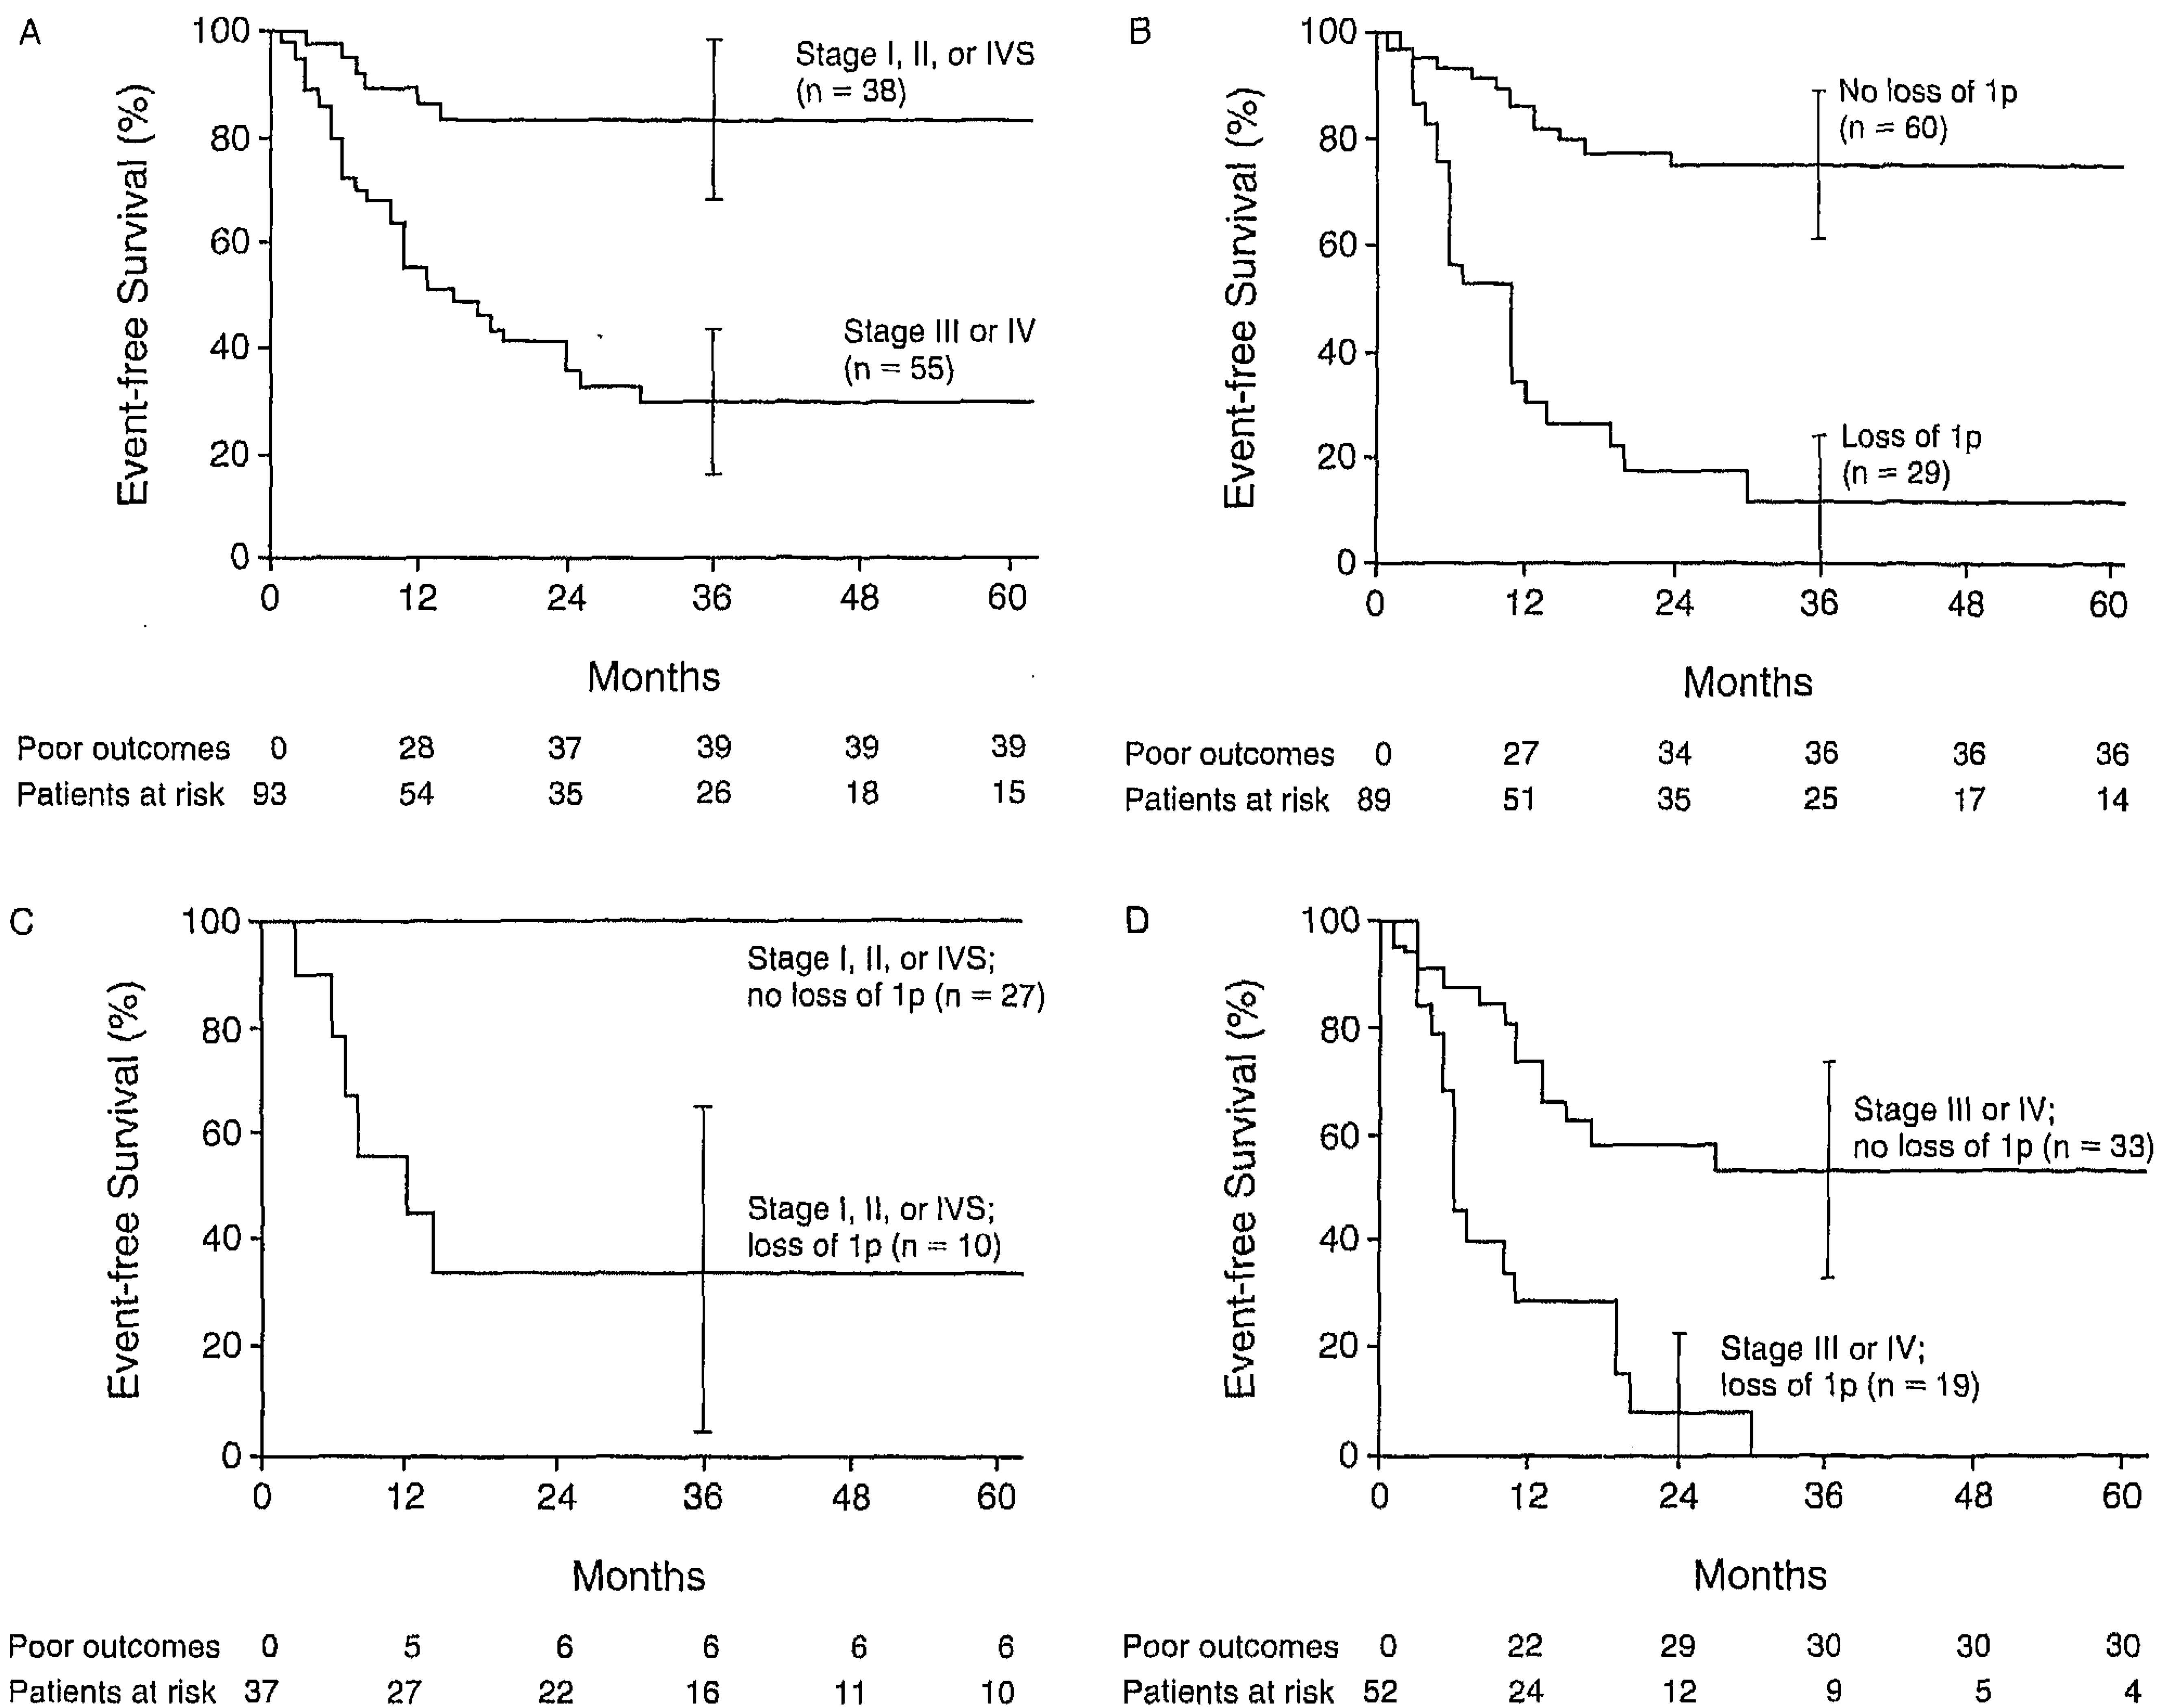 A
Event-free Survival (%)
100
80
60
40
20
0
Stage I, II, or IVS
(n = 38)
Stage III or IV
(n = 55)
0 12 24 36 48 60
Months
Poor outcomes 0 28 37 39 39 39
Patients at risk 93 54 35 26 18 15
B
Event-free Survival (%)
100
80
60
40
20
0
No loss of 1p
(n = 60)
Loss of 1p
(n = 29)
0 12 24 36 48 60
Months
Poor outcomes 0 27 34 36 36 36
Patients at risk 89 51 35 25 17 14
C
Event-free Survival (%)
100
80
60
40
20
0
Stage I, II, or IVS;
no loss of 1p (n = 27)
Stage I, II, or IVS;
loss of 1p (n = 10)
0 12 24 36 48 60
Months
Poor outcomes 0 5 6 6 6 6
Patients at risk 37 27 22 16 11 10
D
Event-free Survival (%)
100
80
60
40
20
0
Stage III or IV;
no loss of 1p (n = 33)
Stage III or IV;
loss of 1p (n = 19)
0 12 24 36 48 60
Months
Poor outcomes 0 22 29 30 30 30
Patients at risk 52 24 12 9 5 4